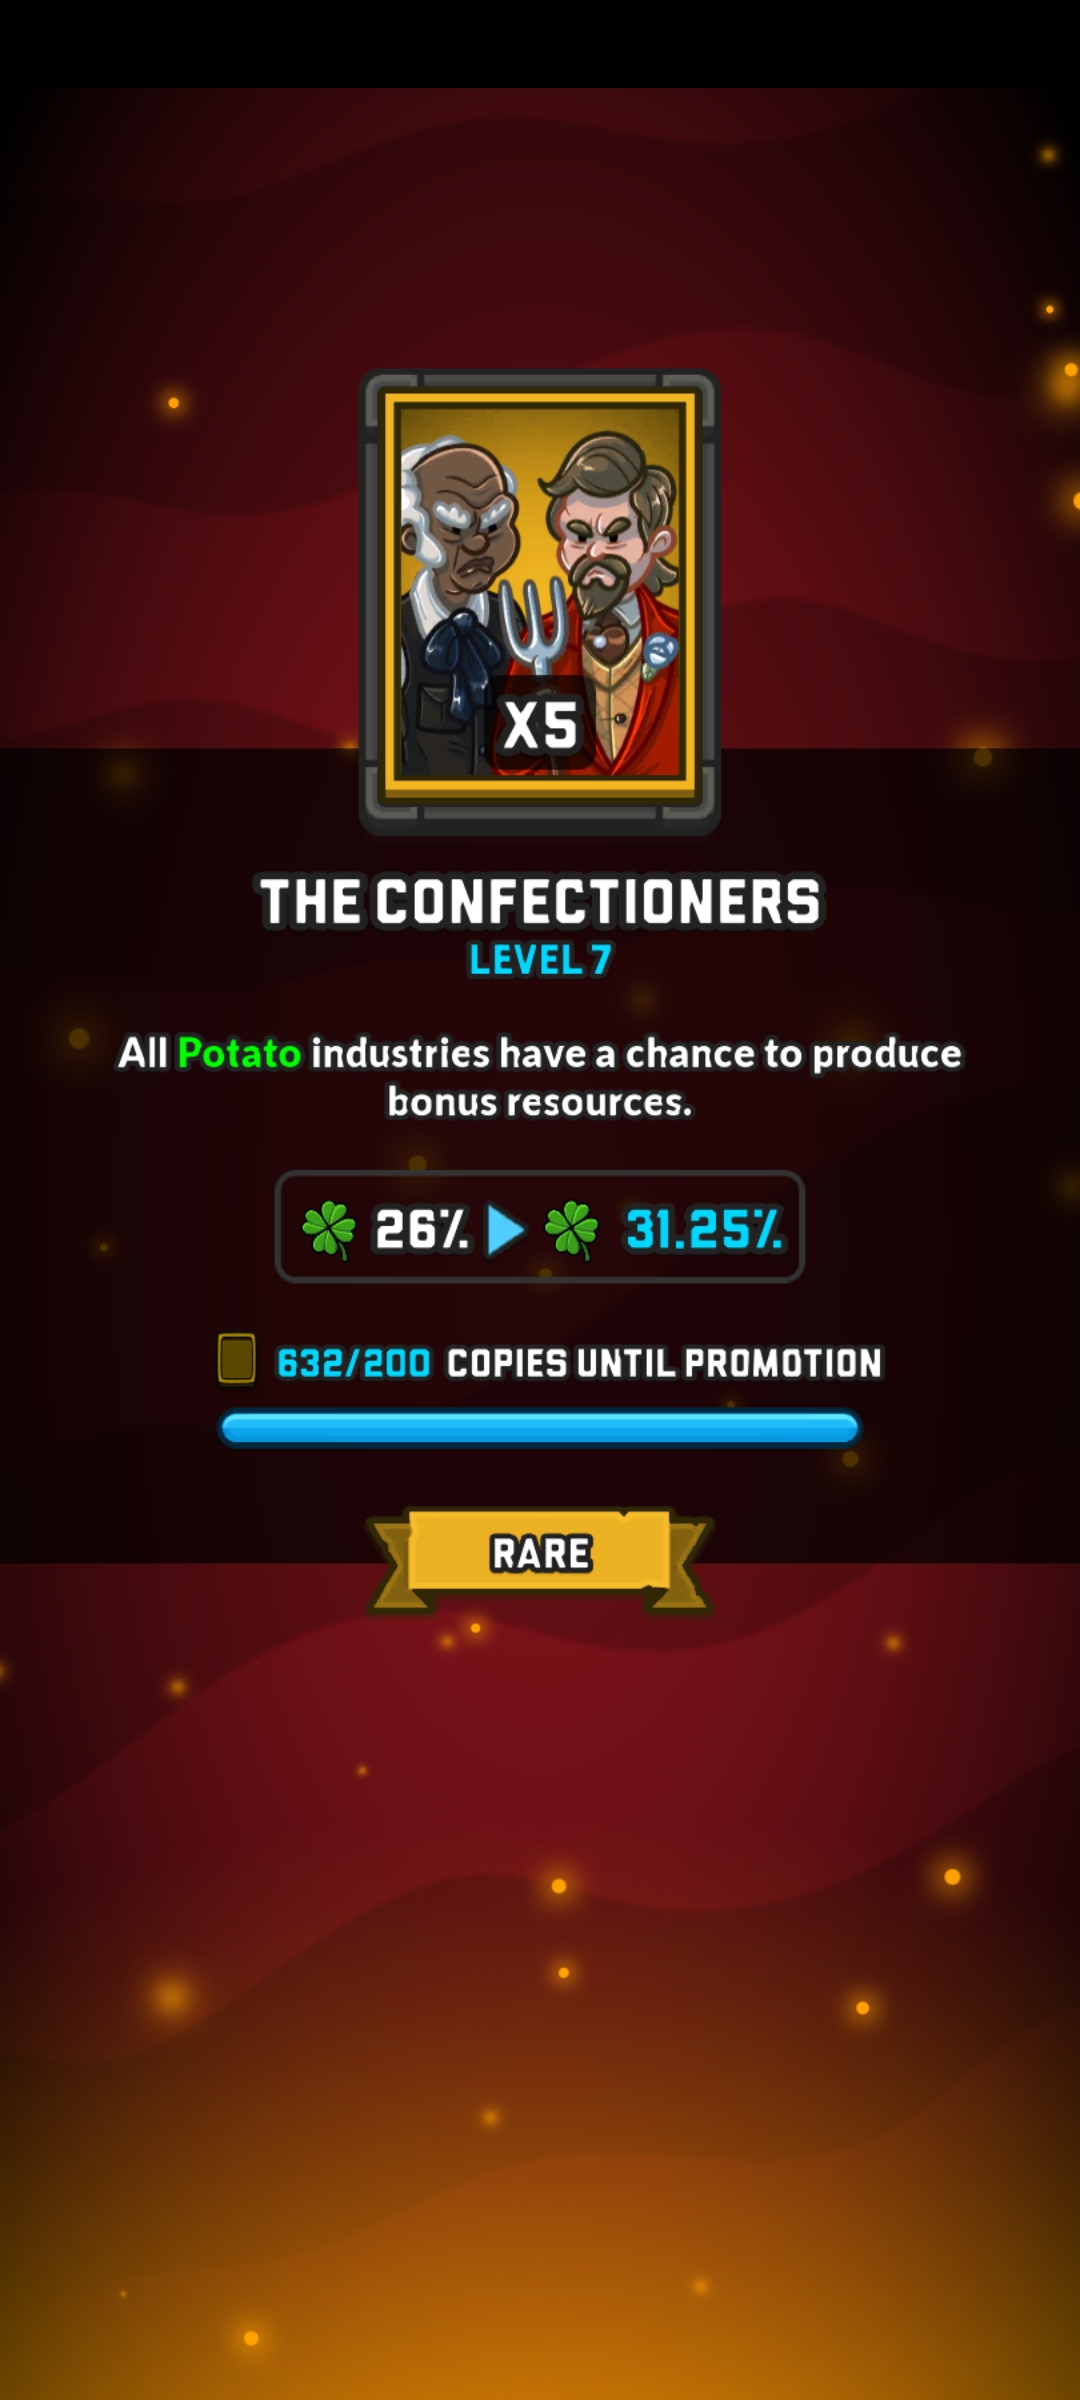 X5
THE CONFECTIONERS
LEVEL 7
All Potato industries have a chance to produce
bonus resources.
26% 31.25%
632/200 COPIES UNTIL PROMOTION
RARE